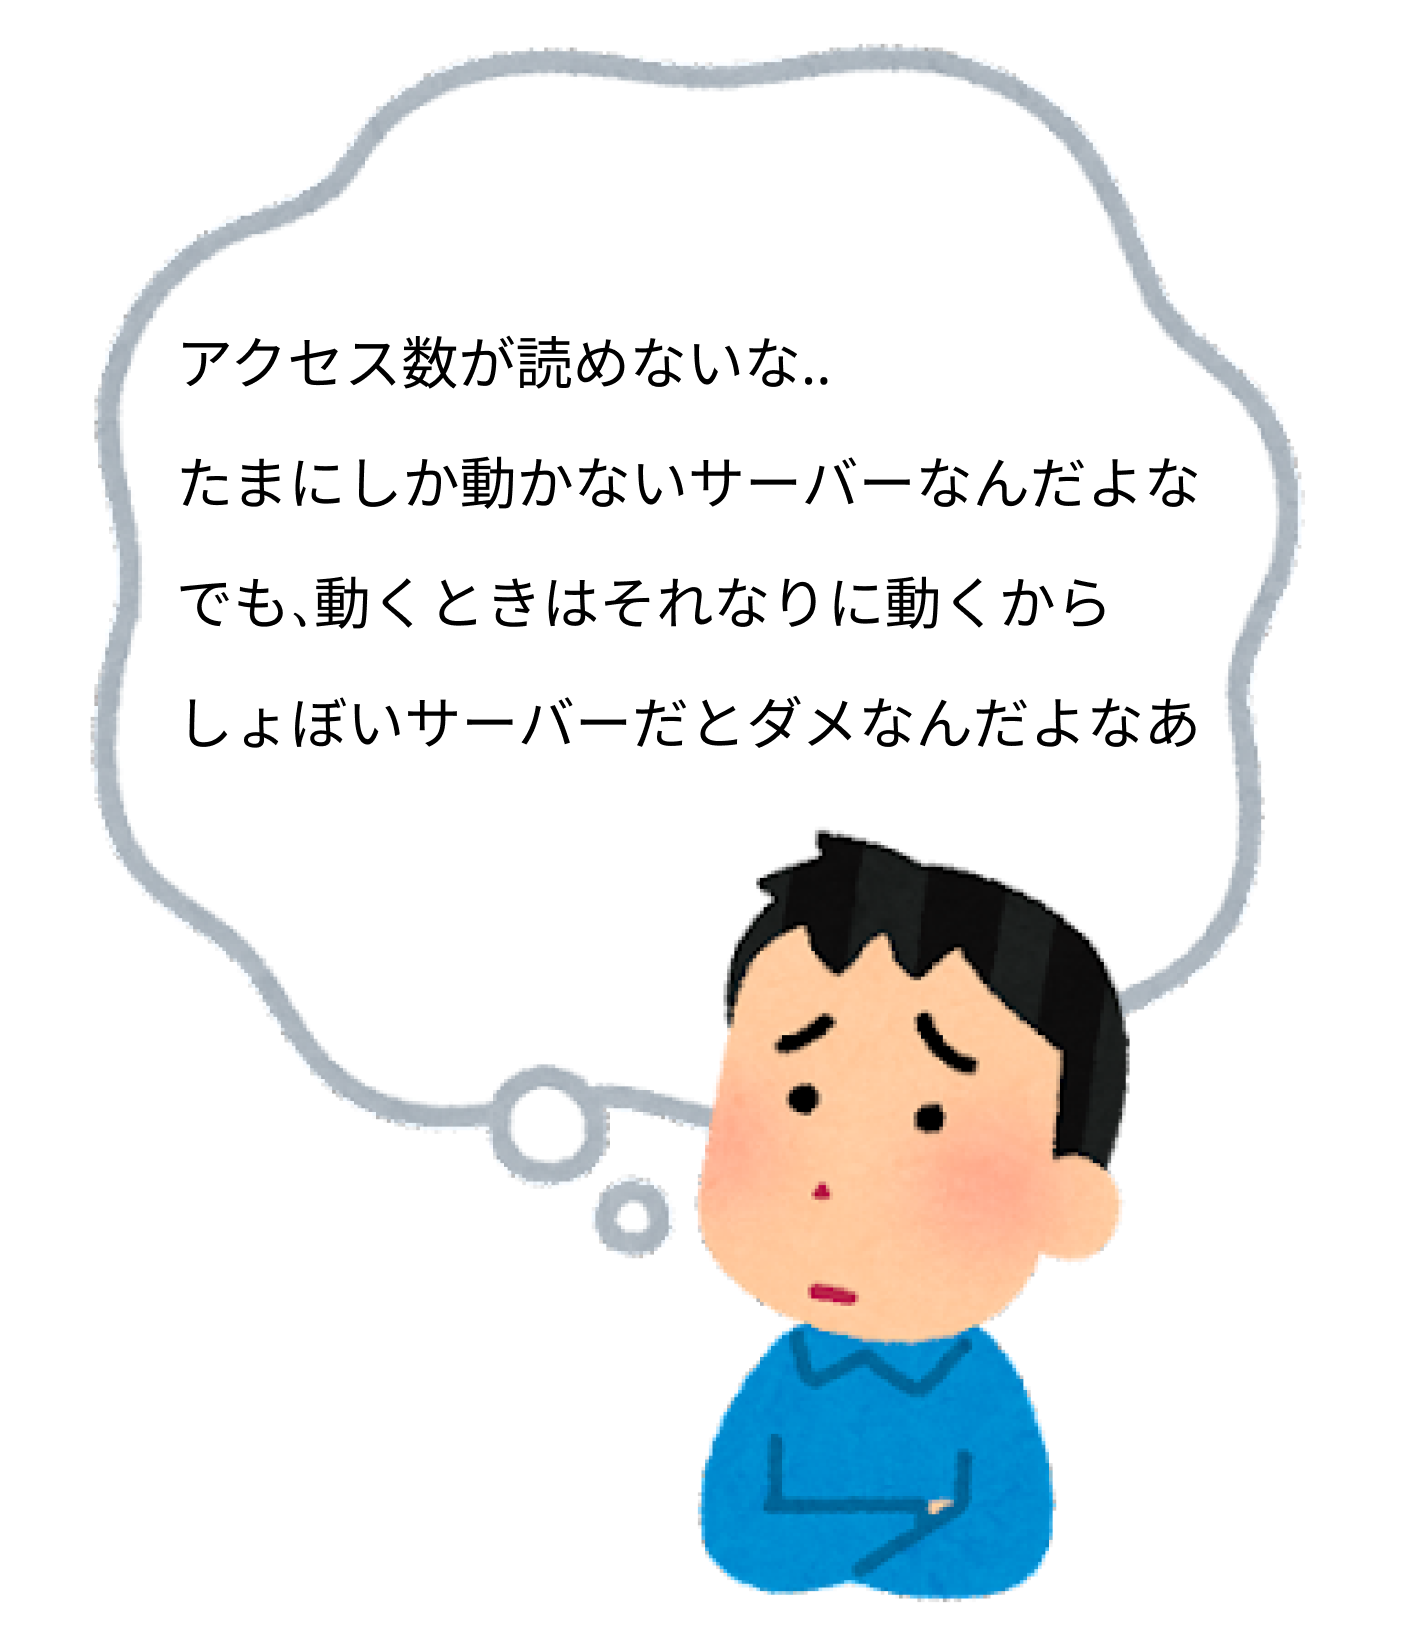 アクセス数が読めないな..
たまにしか動かないサーバーなんだよな
でも､動くときはそれなりに動くから
しょぼいサーバーだとダメなんだよなあ